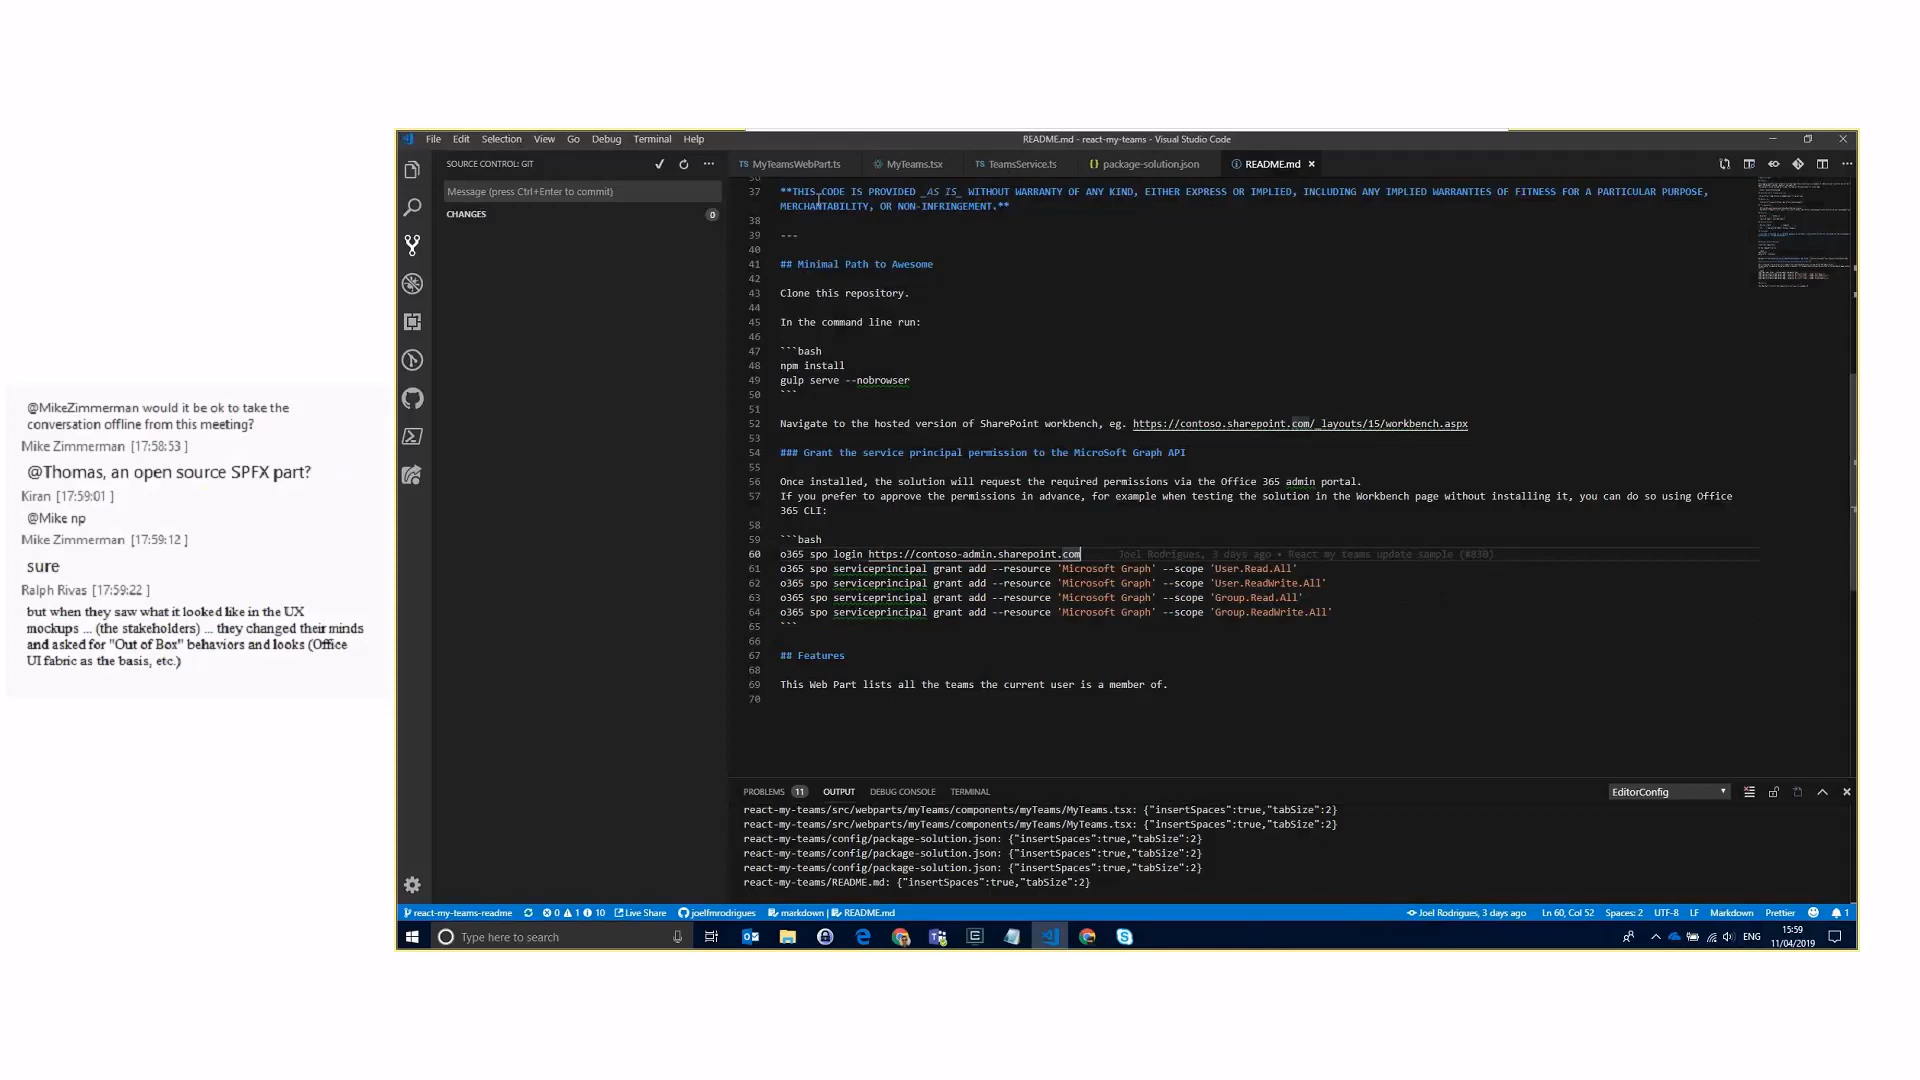 @MikeZimmerman would it be ok to take the
conversation offline from this meeting?
Mike Zimmerman [17:58:53 ]
@Thomas, an open source SPFX part?
Kiran [17:59:01 ]
@Mike np
Mike Zimmerman [17:59:12 ]
sure
Ralph Rivas [17:59:22 ]
but when they saw what it looked like in the UX
mockups ... (the stakeholders) ... they changed their minds
and asked for "Out of Box" behaviors and looks (Office
UI fabric as the basis, etc.)
File Edit Selection View Go Debug Terminal Help
README.md - react-my-teams - Visual Studio Code
SOURCE CONTROL: GIT
Message (press Ctrl+Enter to commit)
CHANGES 0
TS MyTeamsWebPart.ts MyTeams.tsx TS TeamsService.ts {} package-solution.json README.md
37 **THIS CODE IS PROVIDED _AS IS_ WITHOUT WARRANTY OF ANY KIND, EITHER EXPRESS OR IMPLIED, INCLUDING ANY IMPLIED WARRANTIES OF FITNESS FOR A PARTICULAR PURPOSE,
MERCHANTABILITY, OR NON-INFRINGEMENT.**
38
39 ---
40
41 ## Minimal Path to Awesome
42
43 Clone this repository.
44
45 In the command line run:
46
47 ```bash
48 npm install
49 gulp serve --nobrowser
50 ```
51
52 Navigate to the hosted version of SharePoint workbench, eg. https://contoso.sharepoint.com/_layouts/15/workbench.aspx
53
54 ### Grant the service principal permission to the MicroSoft Graph API
55
56 Once installed, the solution will request the required permissions via the Office 365 admin portal.
57 If you prefer to approve the permissions in advance, for example when testing the solution in the Workbench page without installing it, you can do so using Office
365 CLI:
58
59 ```bash
60 o365 spo login https://contoso-admin.sharepoint.com Joel Rodrigues, 3 days ago • React my teams update sample (#830)
61 o365 spo serviceprincipal grant add --resource 'Microsoft Graph' --scope 'User.Read.All'
62 o365 spo serviceprincipal grant add --resource 'Microsoft Graph' --scope 'User.ReadWrite.All'
63 o365 spo serviceprincipal grant add --resource 'Microsoft Graph' --scope 'Group.Read.All'
64 o365 spo serviceprincipal grant add --resource 'Microsoft Graph' --scope 'Group.ReadWrite.All'
65 ```
66
67 ## Features
68
69 This Web Part lists all the teams the current user is a member of.
70
PROBLEMS 11 OUTPUT DEBUG CONSOLE TERMINAL EditorConfig
react-my-teams/src/webparts/myTeams/components/myTeams/MyTeams.tsx: {"insertSpaces":true,"tabSize":2}
react-my-teams/src/webparts/myTeams/components/myTeams/MyTeams.tsx: {"insertSpaces":true,"tabSize":2}
react-my-teams/config/package-solution.json: {"insertSpaces":true,"tabSize":2}
react-my-teams/config/package-solution.json: {"insertSpaces":true,"tabSize":2}
react-my-teams/config/package-solution.json: {"insertSpaces":true,"tabSize":2}
react-my-teams/README.md: {"insertSpaces":true,"tabSize":2}
react-my-teams-readme 0 1 10 Live Share joelfmrodrigues markdown | README.md Joel Rodrigues, 3 days ago Ln 60, Col 52 Spaces: 2 UTF-8 LF Markdown Prettier 1
Type here to search
ENG
15:59
11/04/2019